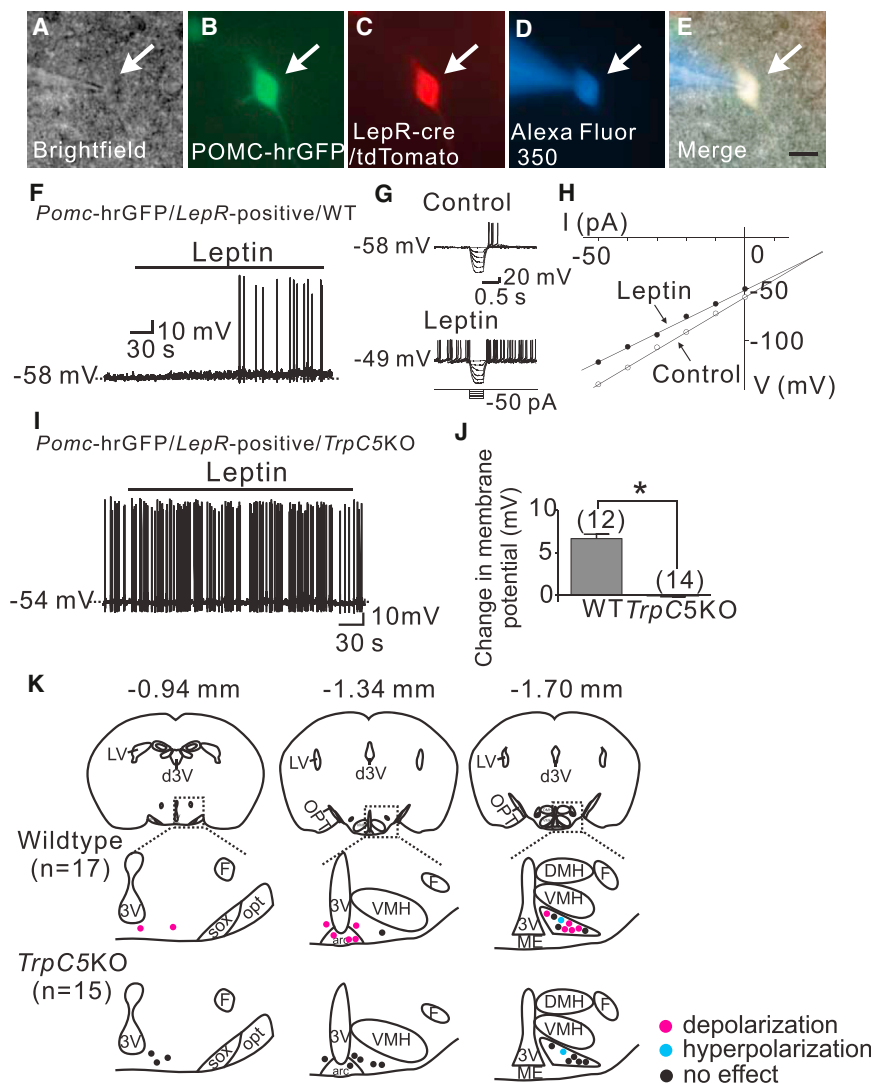 A B C D E
Brightfield
POMC-hrGFP
LepR-cre
/tdTomato
Alexa Fluor
350
Merge
F
Pomc-hrGFP/LepR-positive/WT
Leptin
10 mV
30 s
-58 mV
G
Control
-58 mV
20 mV
0.5 s
Leptin
-49 mV
-50 pA
H
I (pA)
-50
0
-50
Leptin
-100
Control
V (mV)
I
Pomc-hrGFP/LepR-positive/TrpC5KO
Leptin
-54 mV
10mV
30 s
J
Change in membrane
potential (mV)
10
5
0
(12)
*
(14)
WT TrpC5KO
K
-0.94 mm -1.34 mm -1.70 mm
LV d3V
LV d3V OPT
LV d3V OPT
Wildtype
(n=17)
3V F sox opt
3V arc VMH F
3V ME DMH VMH F
TrpC5KO
(n=15)
3V F sox opt
3V arc VMH F
3V ME DMH VMH F
depolarization
hyperpolarization
no effect